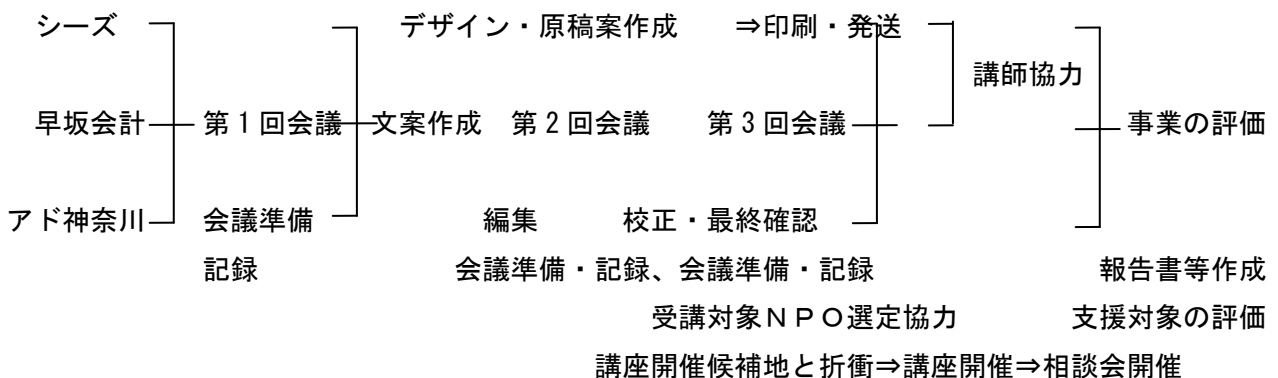 シーズ デザイン・原稿案作成 ⇒印刷・発送
講師協力
早坂会計 第1回会議 文案作成 第2回会議 第3回会議 事業の評価
アド神奈川 会議準備 編集 校正・最終確認
記録 会議準備・記録、会議準備・記録 報告書等作成
受講対象NPO選定協力 支援対象の評価
講座開催候補地と折衝⇒講座開催⇒相談会開催